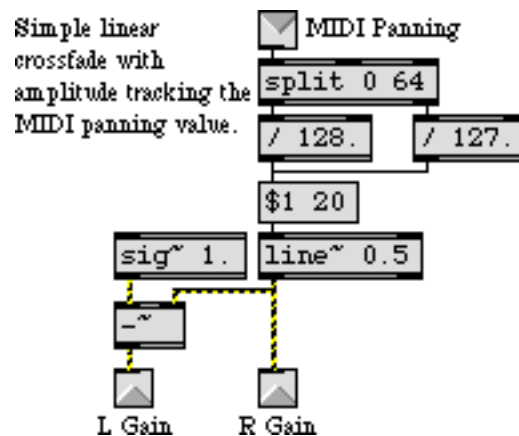 Simple linear
crossfade with
amplitude tracking the
MIDI panning value.
MIDI Panning
split 0 64
/ 128.
/ 127.
$1 20
sig~ 1.
line~ 0.5
-~
L Gain
R Gain